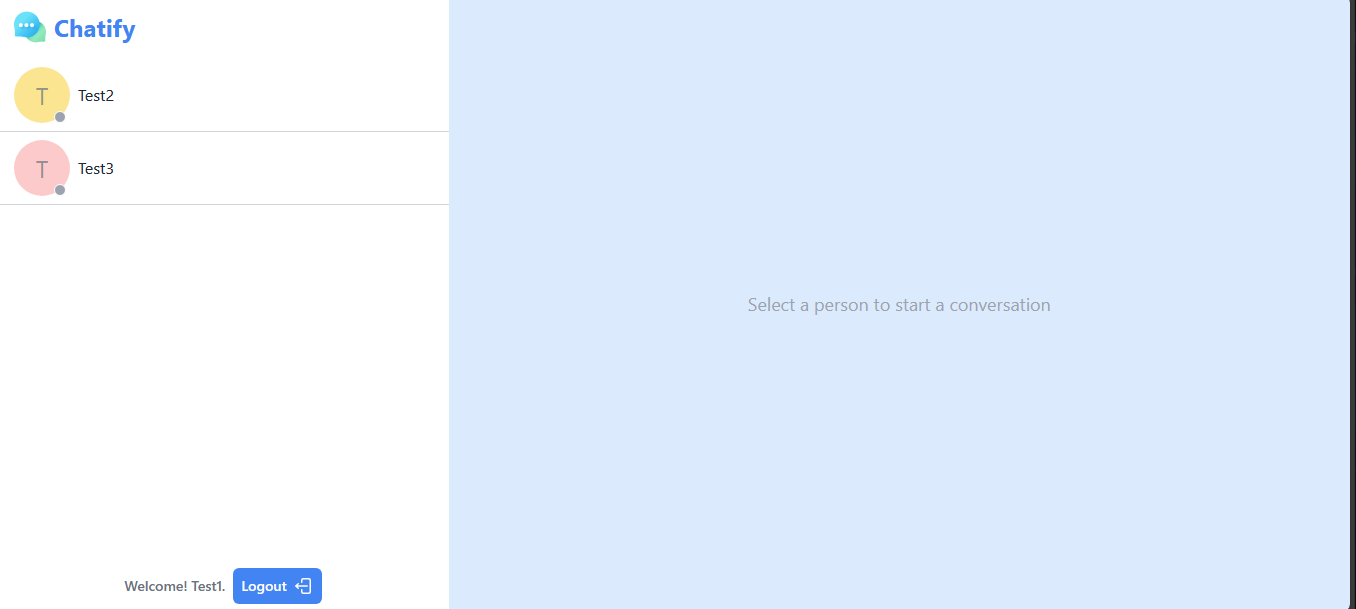 Chatify
T
Test2
T
Test3
Select a person to start a conversation
Welcome! Test1.
Logout